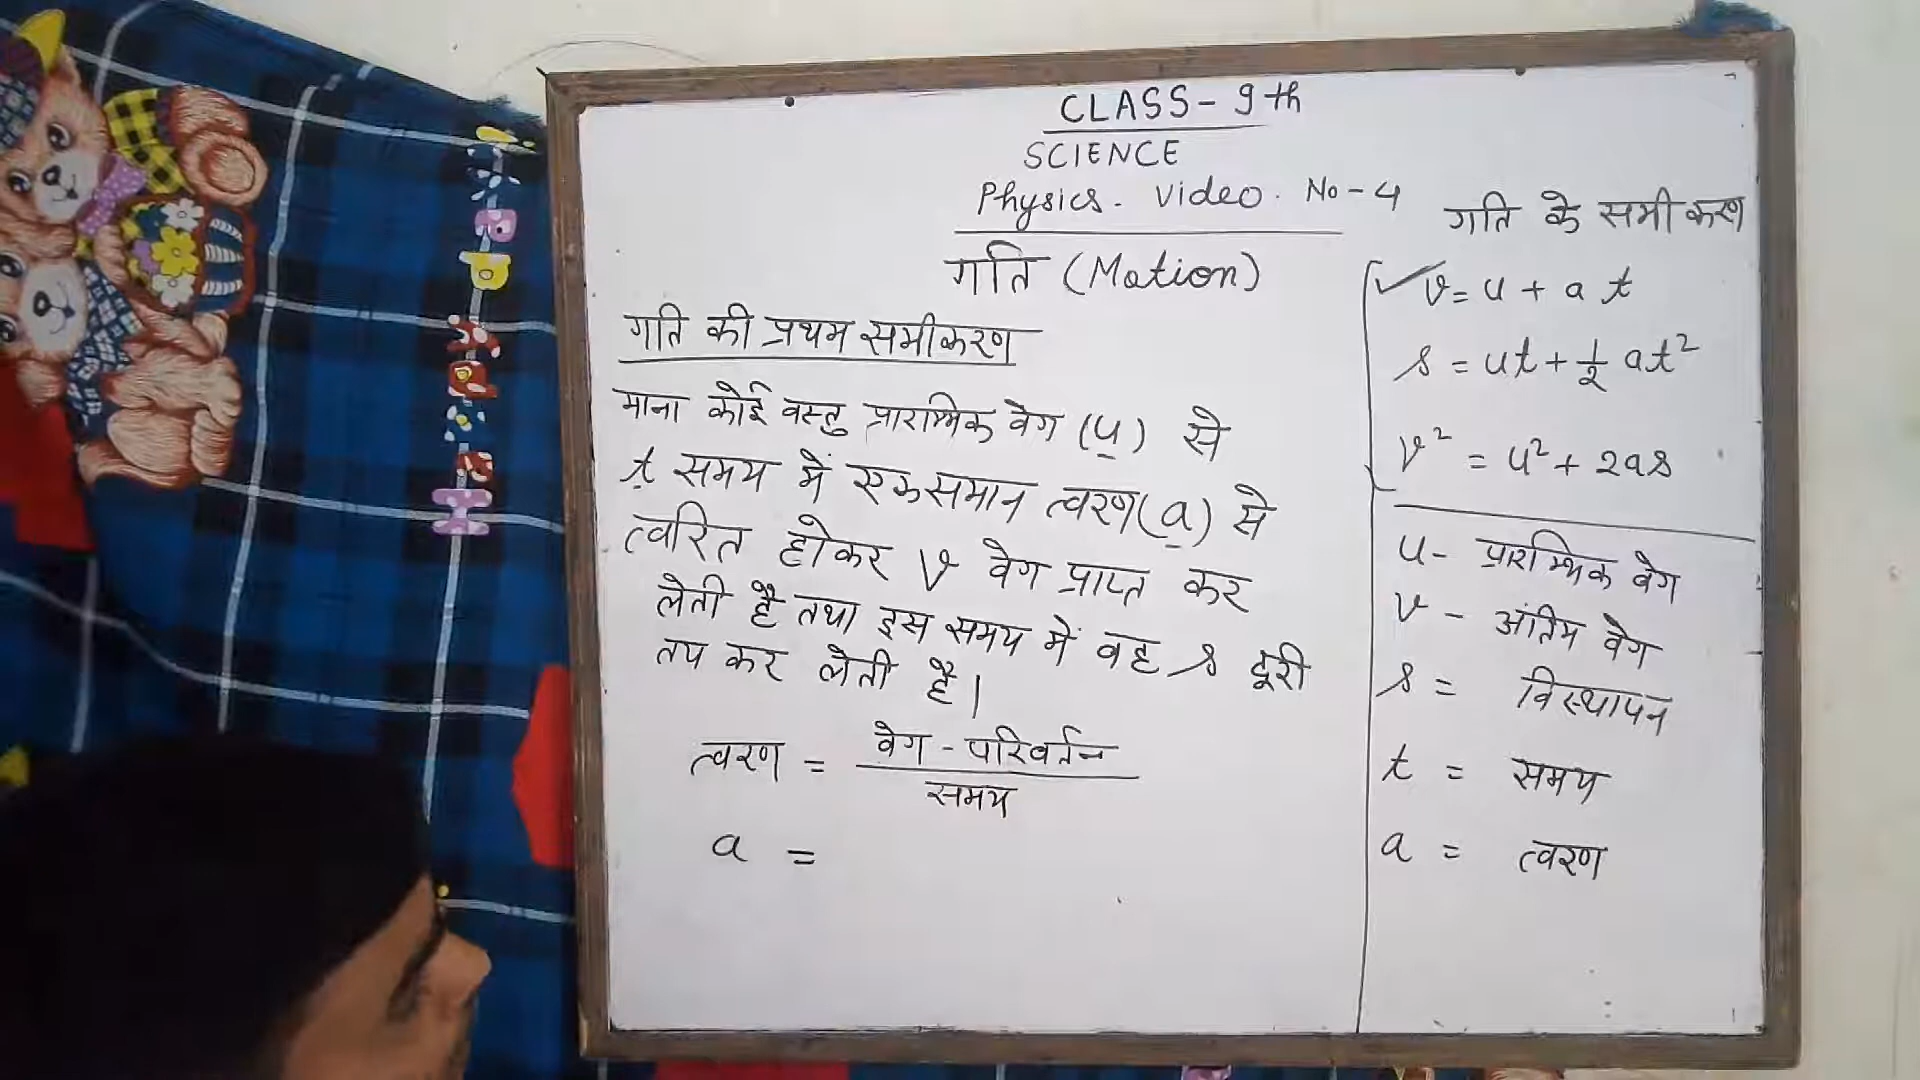 CLASS - 9th
SCIENCE
Physics. Video. No - 4
गति (Motion)
गति की प्रथम समीकरण
माना कोई वस्तु प्रारम्भिक वेग (u) से
t समय में एकसमान त्वरण (a) से
त्वरित होकर v वेग प्राप्त कर
लेती है तथा इस समय में वह s दूरी
तय कर लेती है।
त्वरण = वेग - परिवर्तन / समय
a =
गति के समीकरण
✓ v = u + a t
s = ut + 1/2 at²
v² = u² + 2as
u - प्रारम्भिक वेग
v - अंतिम वेग
s = विस्थापन
t = समय
a = त्वरण